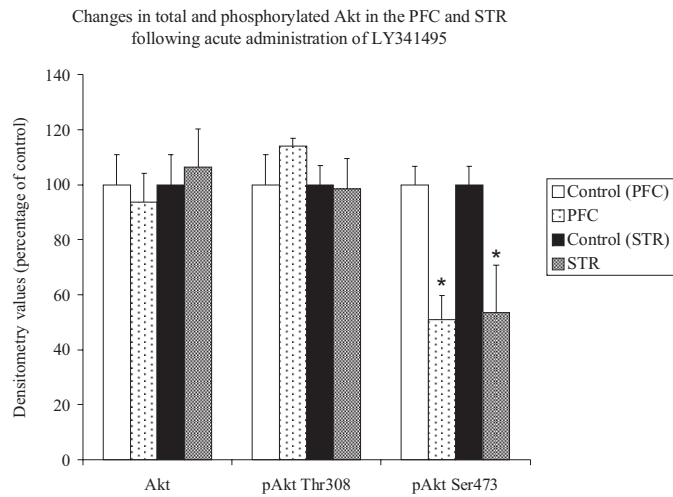 Changes in total and phosphorylated Akt in the PFC and STR
following acute administration of LY341495
Densitometry values (percentage of control)
140
120
100
80
60
40
20
0
*
*
Akt
pAkt Thr308
pAkt Ser473
Control (PFC)
PFC
Control (STR)
STR